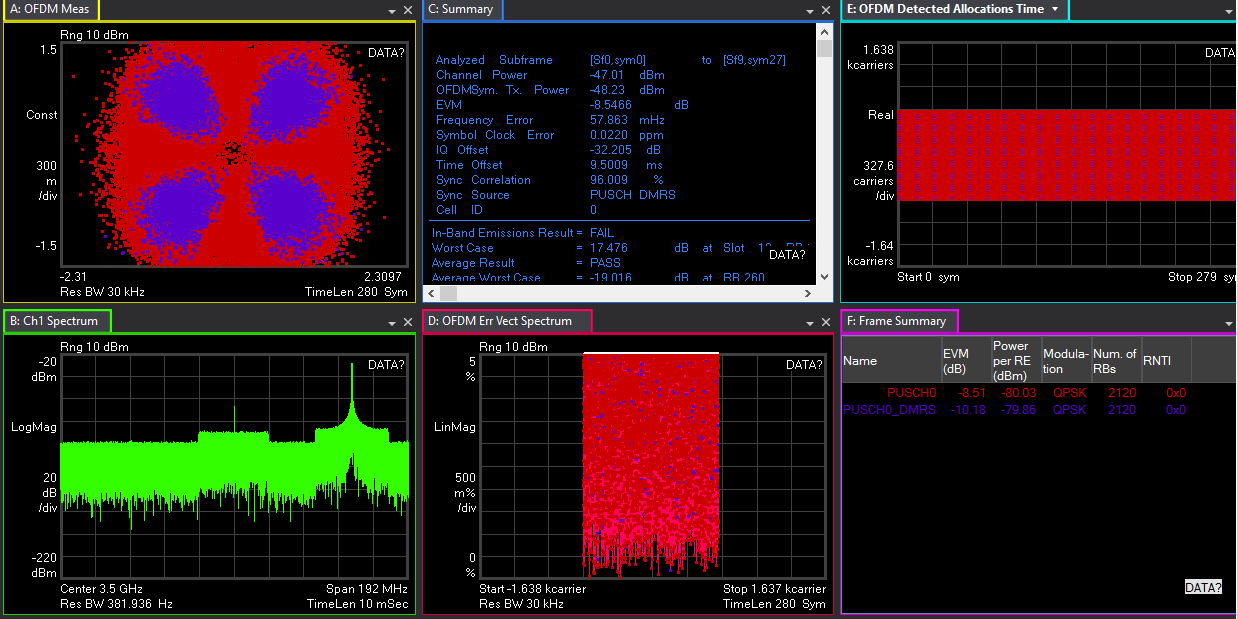 A: OFDM Meas
Rng 10 dBm
1.5
DATA?
Const
300
m
/div
-1.5
-2.31
2.3097
Res BW 30 kHz
TimeLen 280 Sym
C: Summary
Analyzed Subframe [Sf0,sym0] to [Sf9,sym27]
Channel Power -47.01 dBm
OFDMSym. Tx. Power -48.23 dBm
EVM -8.5466 dB
Frequency Error 57.863 mHz
Symbol Clock Error 0.0220 ppm
IQ Offset -32.205 dB
Time Offset 9.5009 ms
Sync Correlation 96.009 %
Sync Source PUSCH DMRS
Cell ID 0
In-Band Emissions Result = FAIL
Worst Case = 17.476 dB at Slot
DATA?
Average Result = PASS
Average Worst Case = -19.016 dB at RB 260
E: OFDM Detected Allocations Time
1.638
kcarriers
DATA
Real
327.6
carriers
/div
-1.64
kcarriers
Start 0 sym
Stop 279 sym
B: Ch1 Spectrum
Rng 10 dBm
-20
dBm
DATA?
LogMag
20
dB
/div
-220
dBm
Center 3.5 GHz
Span 192 MHz
Res BW 381.936 Hz
TimeLen 10 mSec
D: OFDM Err Vect Spectrum
Rng 10 dBm
5
%
DATA?
LinMag
500
m%
/div
0
%
Start -1.638 kcarrier
Stop 1.637 kcarrier
Res BW 30 kHz
TimeLen 280 Sym
F: Frame Summary
Name EVM (dB) Power per RE (dBm) Modula-tion Num. of RBs RNTI
PUSCH0 -8.51 -80.03 QPSK 2120 0x0
PUSCH0_DMRS -10.18 -79.86 QPSK 2120 0x0
DATA?